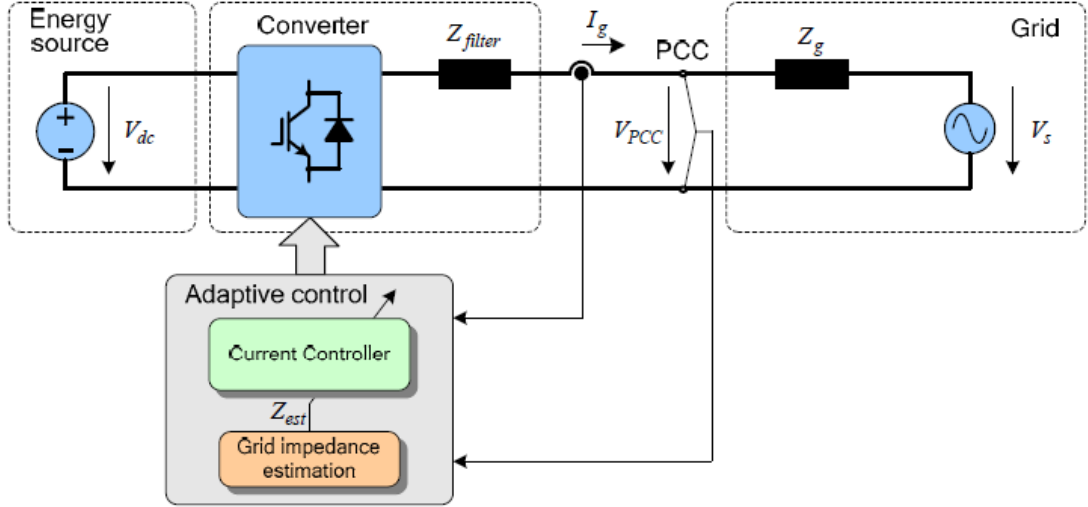 Energy
source
Converter
Z_filter
I_g
PCC
Z_g
Grid
+
-
V_dc
V_PCC
V_s
Adaptive control
Current Controller
Z_est
Grid impedance
estimation